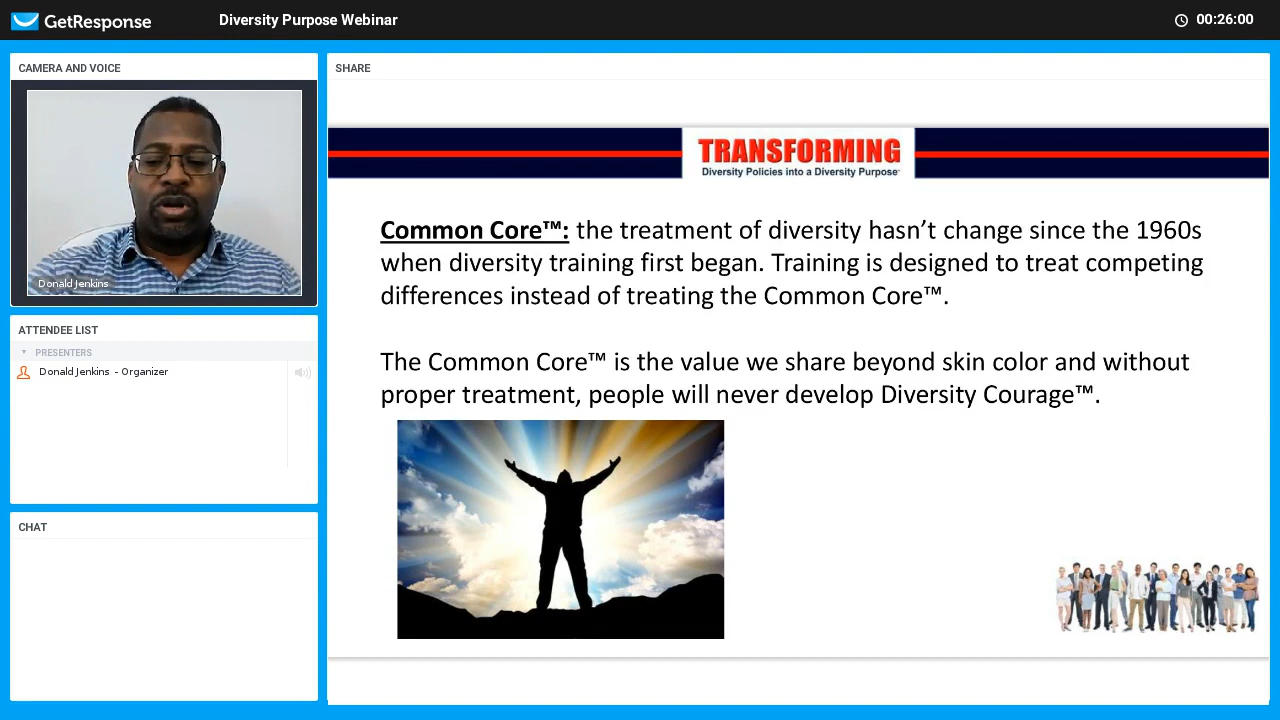 GetResponse
Diversity Purpose Webinar
00:26:00
CAMERA AND VOICE
Donald Jenkins
ATTENDEE LIST
PRESENTERS
Donald Jenkins - Organizer
CHAT
SHARE
TRANSFORMING
Diversity Policies into a Diversity Purpose
Common Core™: the treatment of diversity hasn’t change since the 1960s
when diversity training first began. Training is designed to treat competing
differences instead of treating the Common Core™.
The Common Core™ is the value we share beyond skin color and without
proper treatment, people will never develop Diversity Courage™.